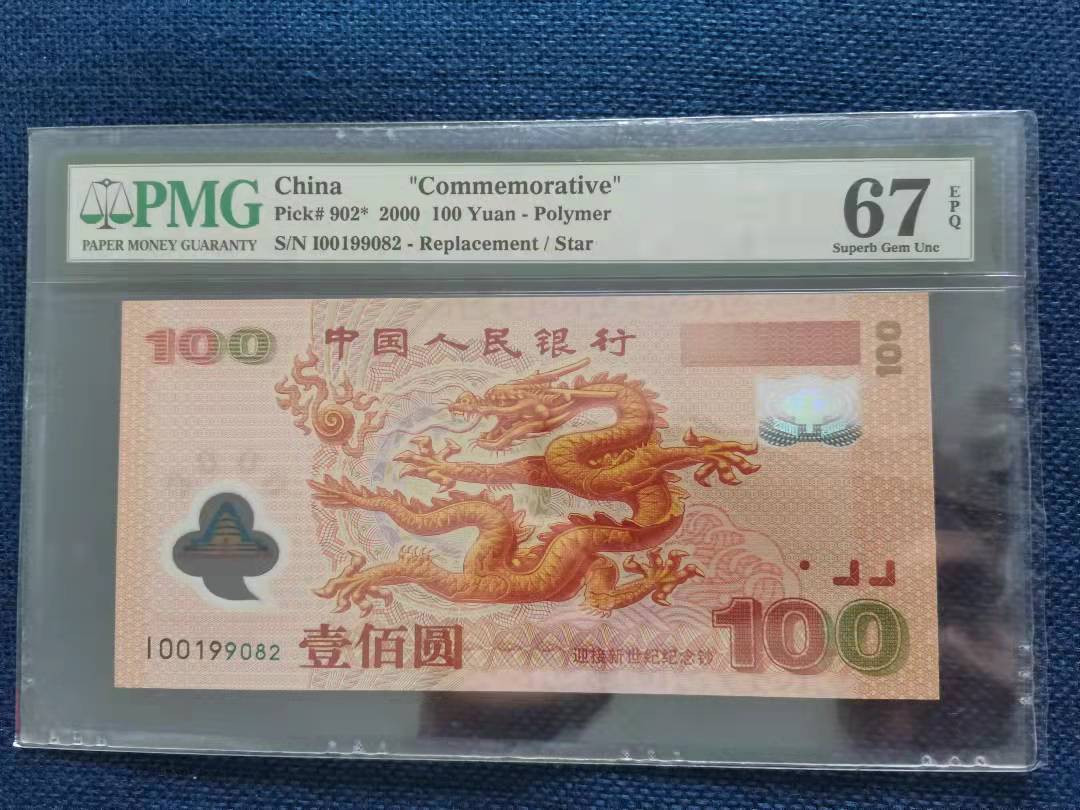 PMG
PAPER MONEY GUARANTY
China "Commemorative"
Pick# 902* 2000 100 Yuan - Polymer
S/N I00199082 - Replacement / Star
67
EPQ
Superb Gem Unc
100
中国人民银行
100
I00199082
壹佰圆
迎接新世纪纪念钞
100